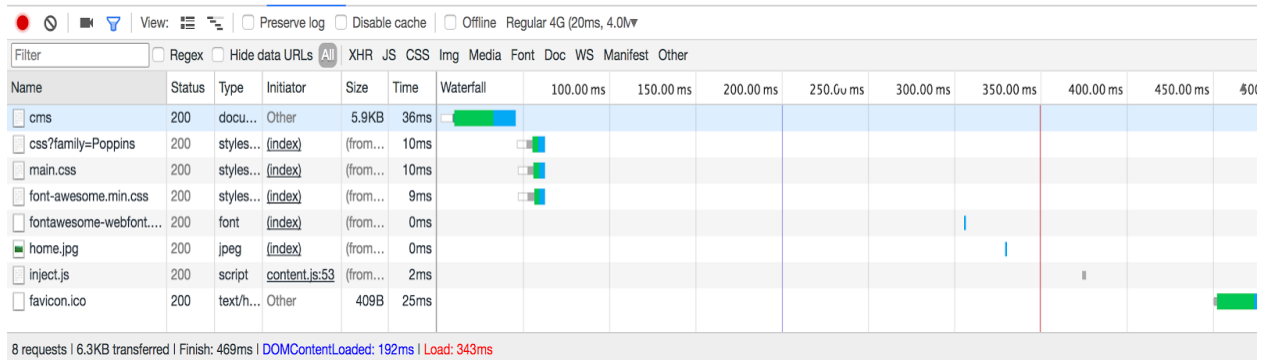 View: Preserve log Disable cache Offline Regular 4G (20ms, 4.0M▾
Filter Regex Hide data URLs All XHR JS CSS Img Media Font Doc WS Manifest Other
Name Status Type Initiator Size Time Waterfall 100.00 ms 150.00 ms 200.00 ms 250.00 ms 300.00 ms 350.00 ms 400.00 ms 450.00 ms
cms 200 docu... Other 5.9KB 36ms
css?family=Poppins 200 styles... (index) (from... 10ms
main.css 200 styles... (index) (from... 10ms
font-awesome.min.css 200 styles... (index) (from... 9ms
fontawesome-webfont.... 200 font (index) (from... 0ms
home.jpg 200 jpeg (index) (from... 0ms
inject.js 200 script content.js:53 (from... 2ms
favicon.ico 200 text/h... Other 409B 25ms
8 requests | 6.3KB transferred | Finish: 469ms | DOMContentLoaded: 192ms | Load: 343ms